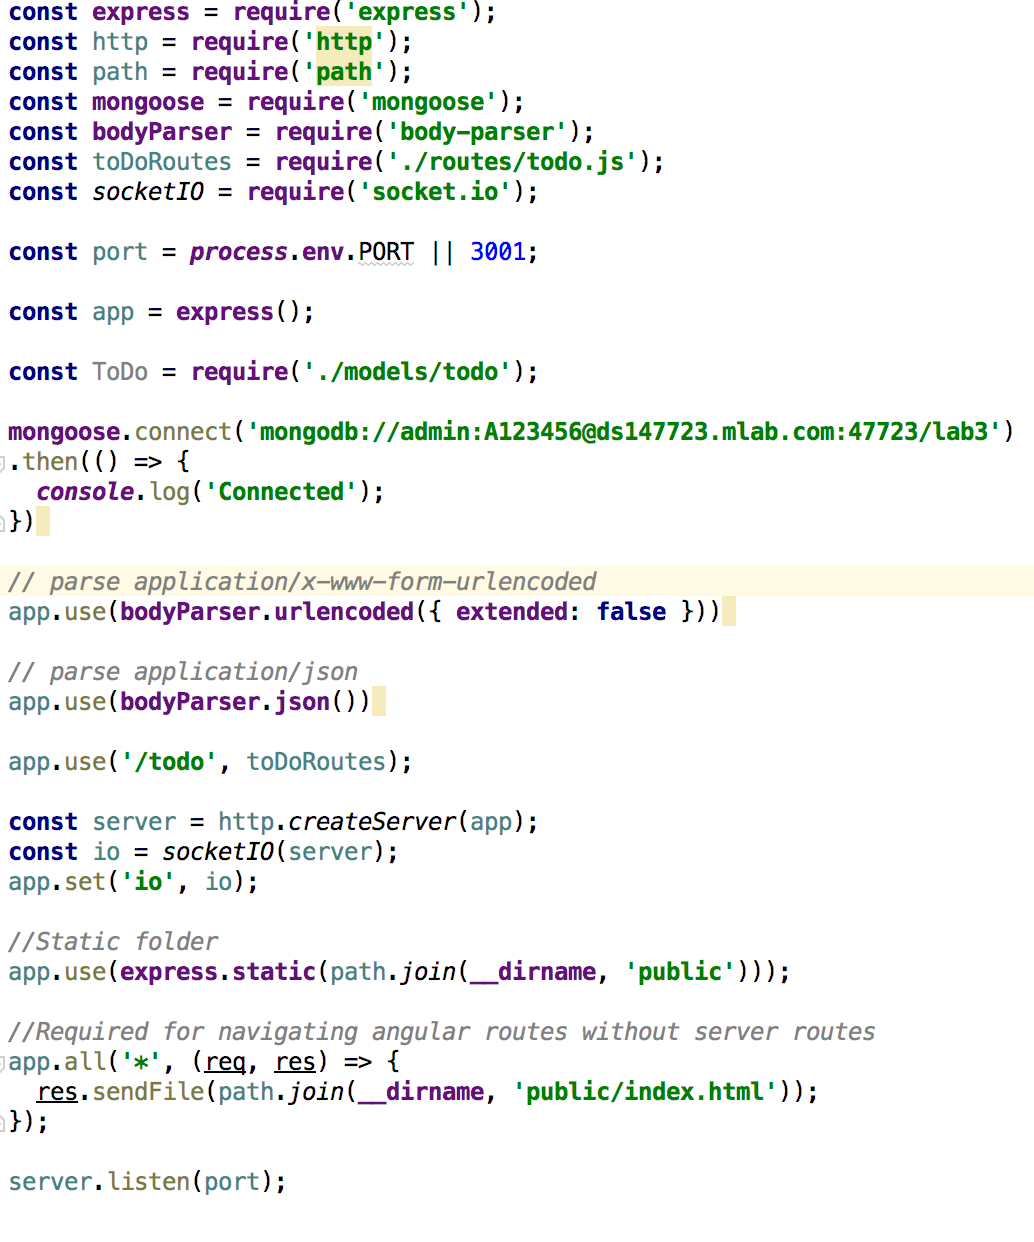 const express = require('express');
const http = require('http');
const path = require('path');
const mongoose = require('mongoose');
const bodyParser = require('body-parser');
const toDoRoutes = require('./routes/todo.js');
const socketIO = require('socket.io');
const port = process.env.PORT || 3001;
const app = express();
const ToDo = require('./models/todo');
mongoose.connect('mongodb://admin:A123456@ds147723.mlab.com:47723/lab3')
.then(() => {
  console.log('Connected');
})
// parse application/x-www-form-urlencoded
app.use(bodyParser.urlencoded({ extended: false }))
// parse application/json
app.use(bodyParser.json())
app.use('/todo', toDoRoutes);
const server = http.createServer(app);
const io = socketIO(server);
app.set('io', io);
//Static folder
app.use(express.static(path.join(__dirname, 'public')));
//Required for navigating angular routes without server routes
app.all('*', (req, res) => {
  res.sendFile(path.join(__dirname, 'public/index.html'));
});
server.listen(port);